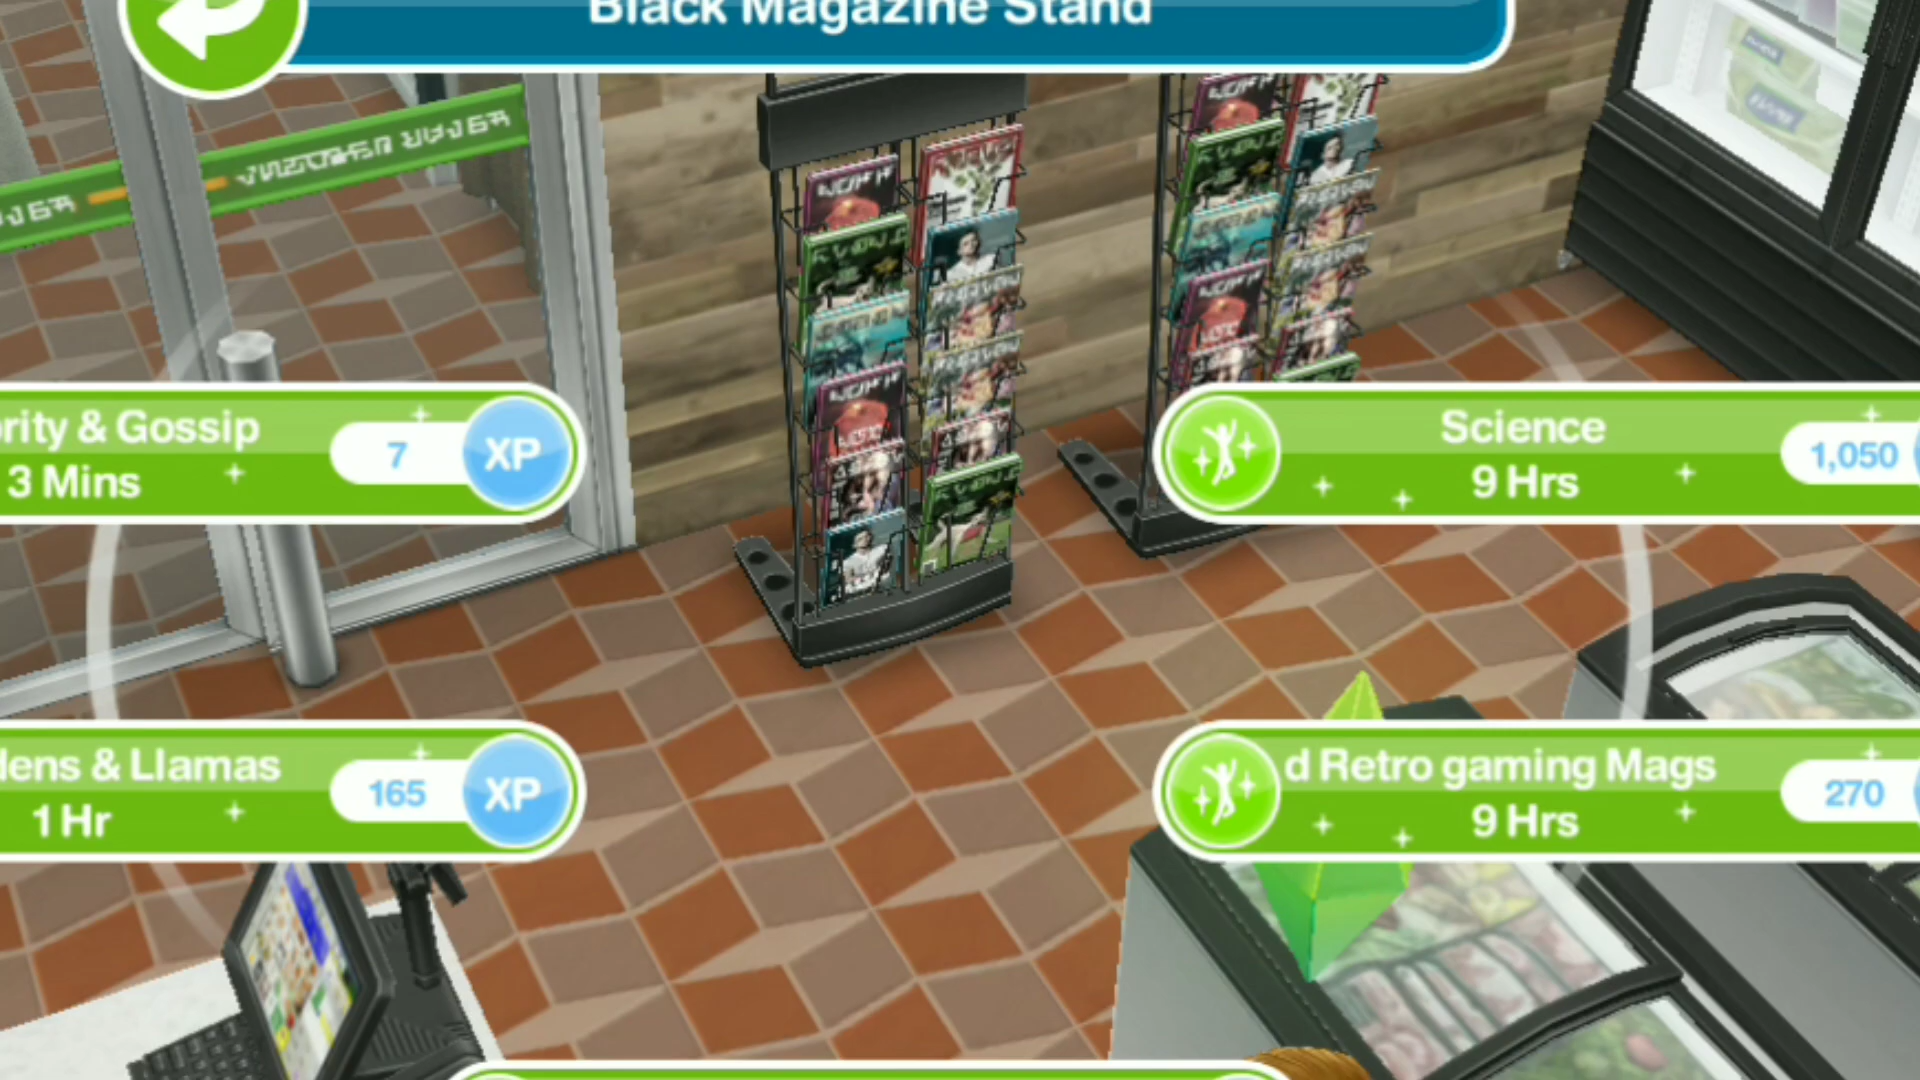 Black Magazine Stand
ority & Gossip
3 Mins
7
XP
Science
9 Hrs
1,050
dens & Llamas
1 Hr
165
XP
d Retro gaming Mags
9 Hrs
270